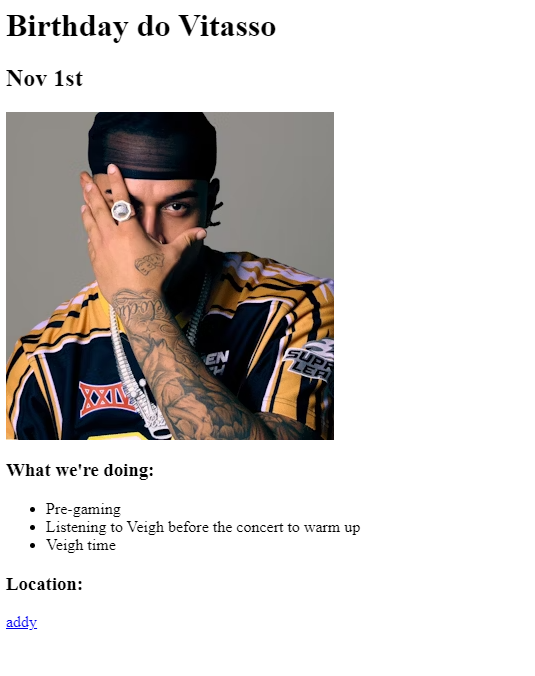 Birthday do Vitasso
Nov 1st
XXII
What we're doing:
Pre-gaming
Listening to Veigh before the concert to warm up
Veigh time
Location:
addy